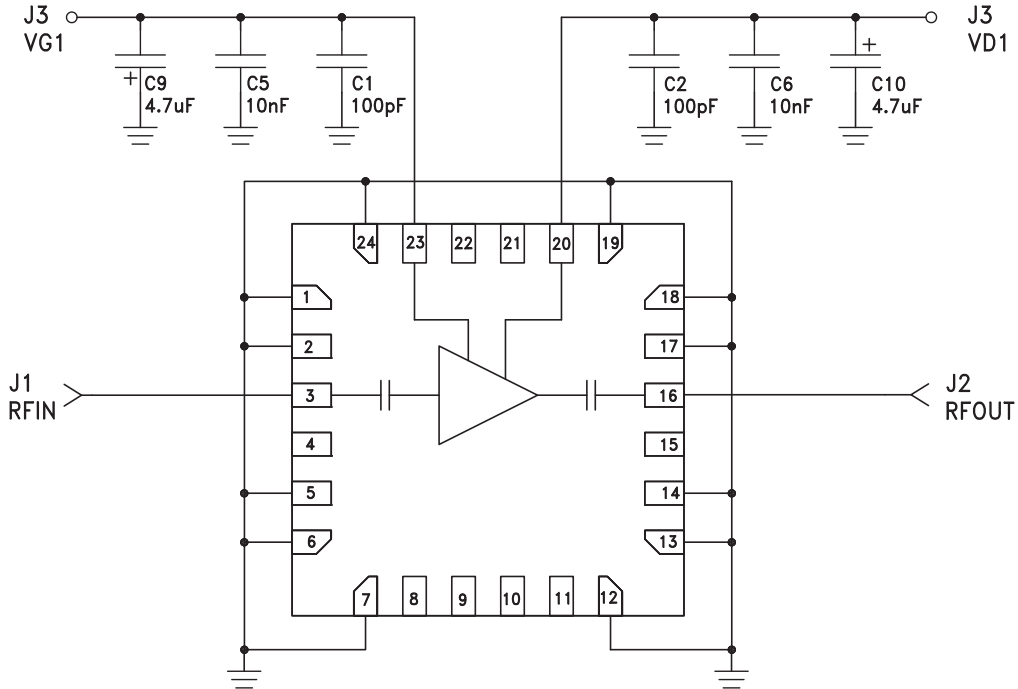 J3
VG1
J3
VD1
+
C9
4.7uF
C5
10nF
C1
100pF
C2
100pF
C6
10nF
+
C10
4.7uF
24
23
22
21
20
19
1
18
2
17
J1
RFIN
3
16
J2
RFOUT
4
15
5
14
6
13
7
8
9
10
11
12